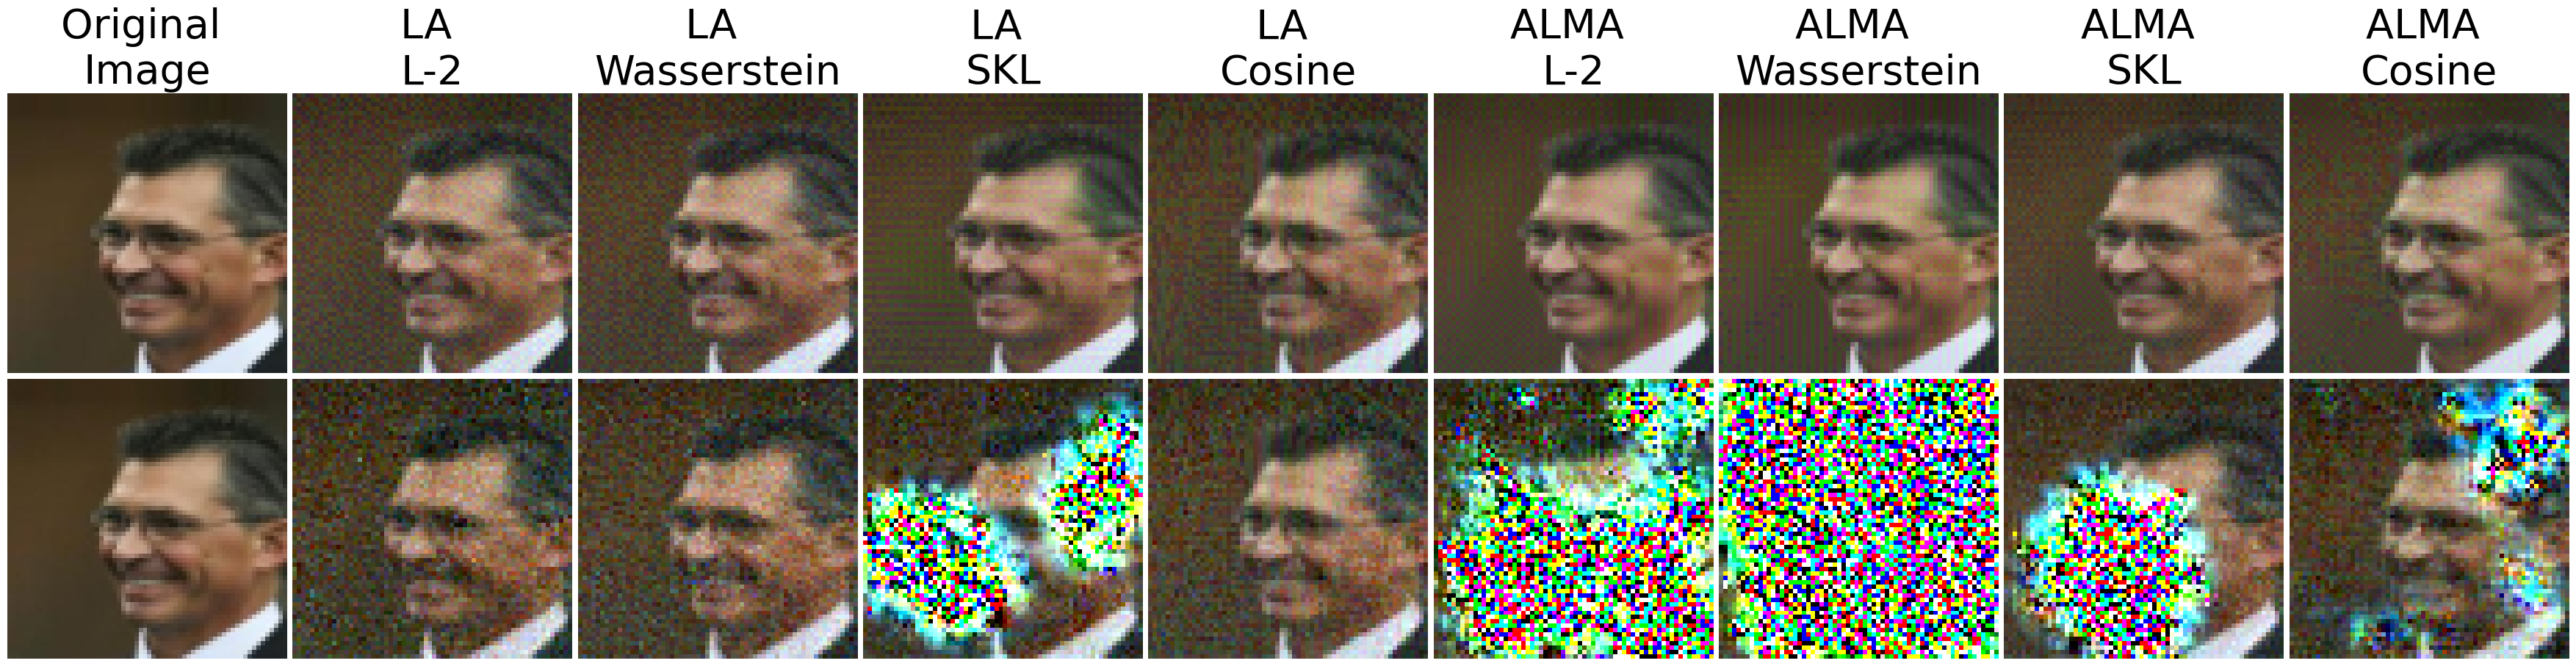 Original Image
LA L-2
LA Wasserstein
LA SKL
LA Cosine
ALMA L-2
ALMA Wasserstein
ALMA SKL
ALMA Cosine